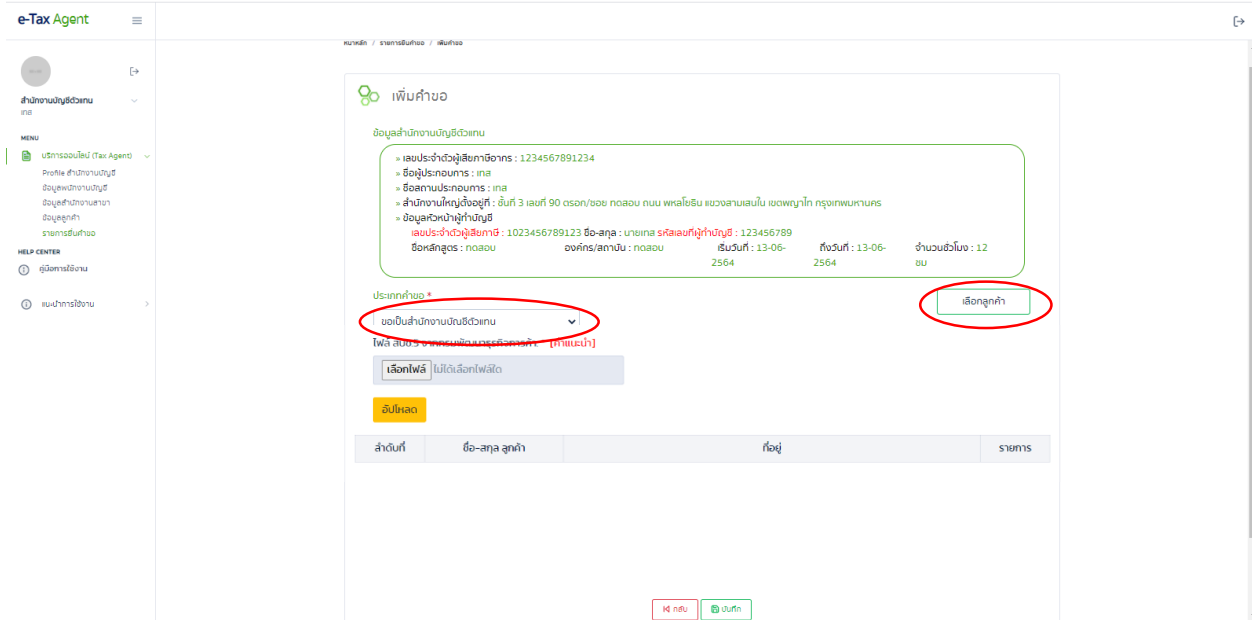 e-Tax Agent
หน้าหลัก / รายการยื่นคำขอ / เพิ่มคำขอ
สำนักงานบัญชีตัวแทน
เทส
MENU
บริการออนไลน์ (Tax Agent)
Profile สำนักงานบัญชี
ข้อมูลพนักงานบัญชี
ข้อมูลสำนักงานสาขา
ข้อมูลลูกค้า
รายการยื่นคำขอ
HELP CENTER
คู่มือการใช้งาน
แนะนำการใช้งาน
เพิ่มคำขอ
ข้อมูลสำนักงานบัญชีตัวแทน
» เลขประจำตัวผู้เสียภาษีอากร : 1234567891234
» ชื่อผู้ประกอบการ : เทส
» ชื่อสถานประกอบการ : เทส
» สำนักงานใหญ่ตั้งอยู่ที่ : ชั้นที่ 3 เลขที่ 90 ตรอก/ซอย ทดสอบ ถนน พหลโยธิน แขวงสามเสนใน เขตพญาไท กรุงเทพมหานคร
» ข้อมูลหัวหน้าผู้ทำบัญชี
เลขประจำตัวผู้เสียภาษี : 1023456789123 ชื่อ-สกุล : นายเทส รหัสเลขที่ผู้ทำบัญชี : 123456789
ชื่อหลักสูตร : ทดสอบ องค์กร/สถาบัน : ทดสอบ เริ่มวันที่ : 13-06-2564 ถึงวันที่ : 13-06-2564 จำนวนชั่วโมง : 12 ชม
ประเภทคำขอ *
เลือกลูกค้า
ขอเป็นสำนักงานบัญชีตัวแทน
ไฟล์ สบช.5 จากกรมพัฒนาธุรกิจการค้า * [คำแนะนำ]
เลือกไฟล์ ไม่ได้เลือกไฟล์ใด
อัปโหลด
ลำดับที่ ชื่อ-สกุล ลูกค้า ที่อยู่ รายการ
กลับ บันทึก